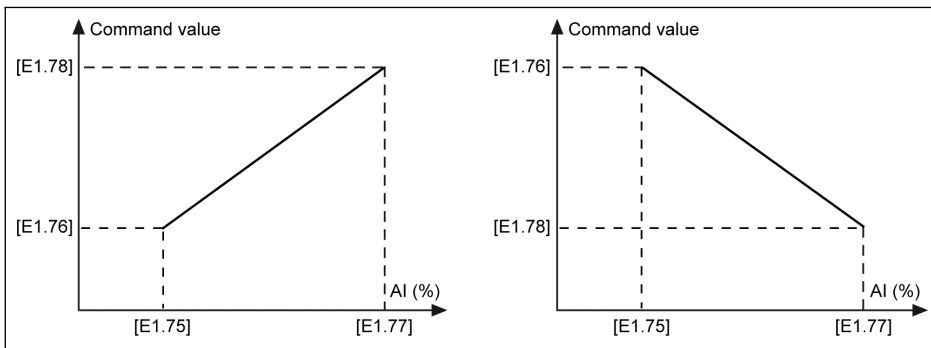 Command value
[E1.78]
[E1.76]
AI (%)
[E1.75]
[E1.77]
Command value
[E1.76]
[E1.78]
AI (%)
[E1.75]
[E1.77]